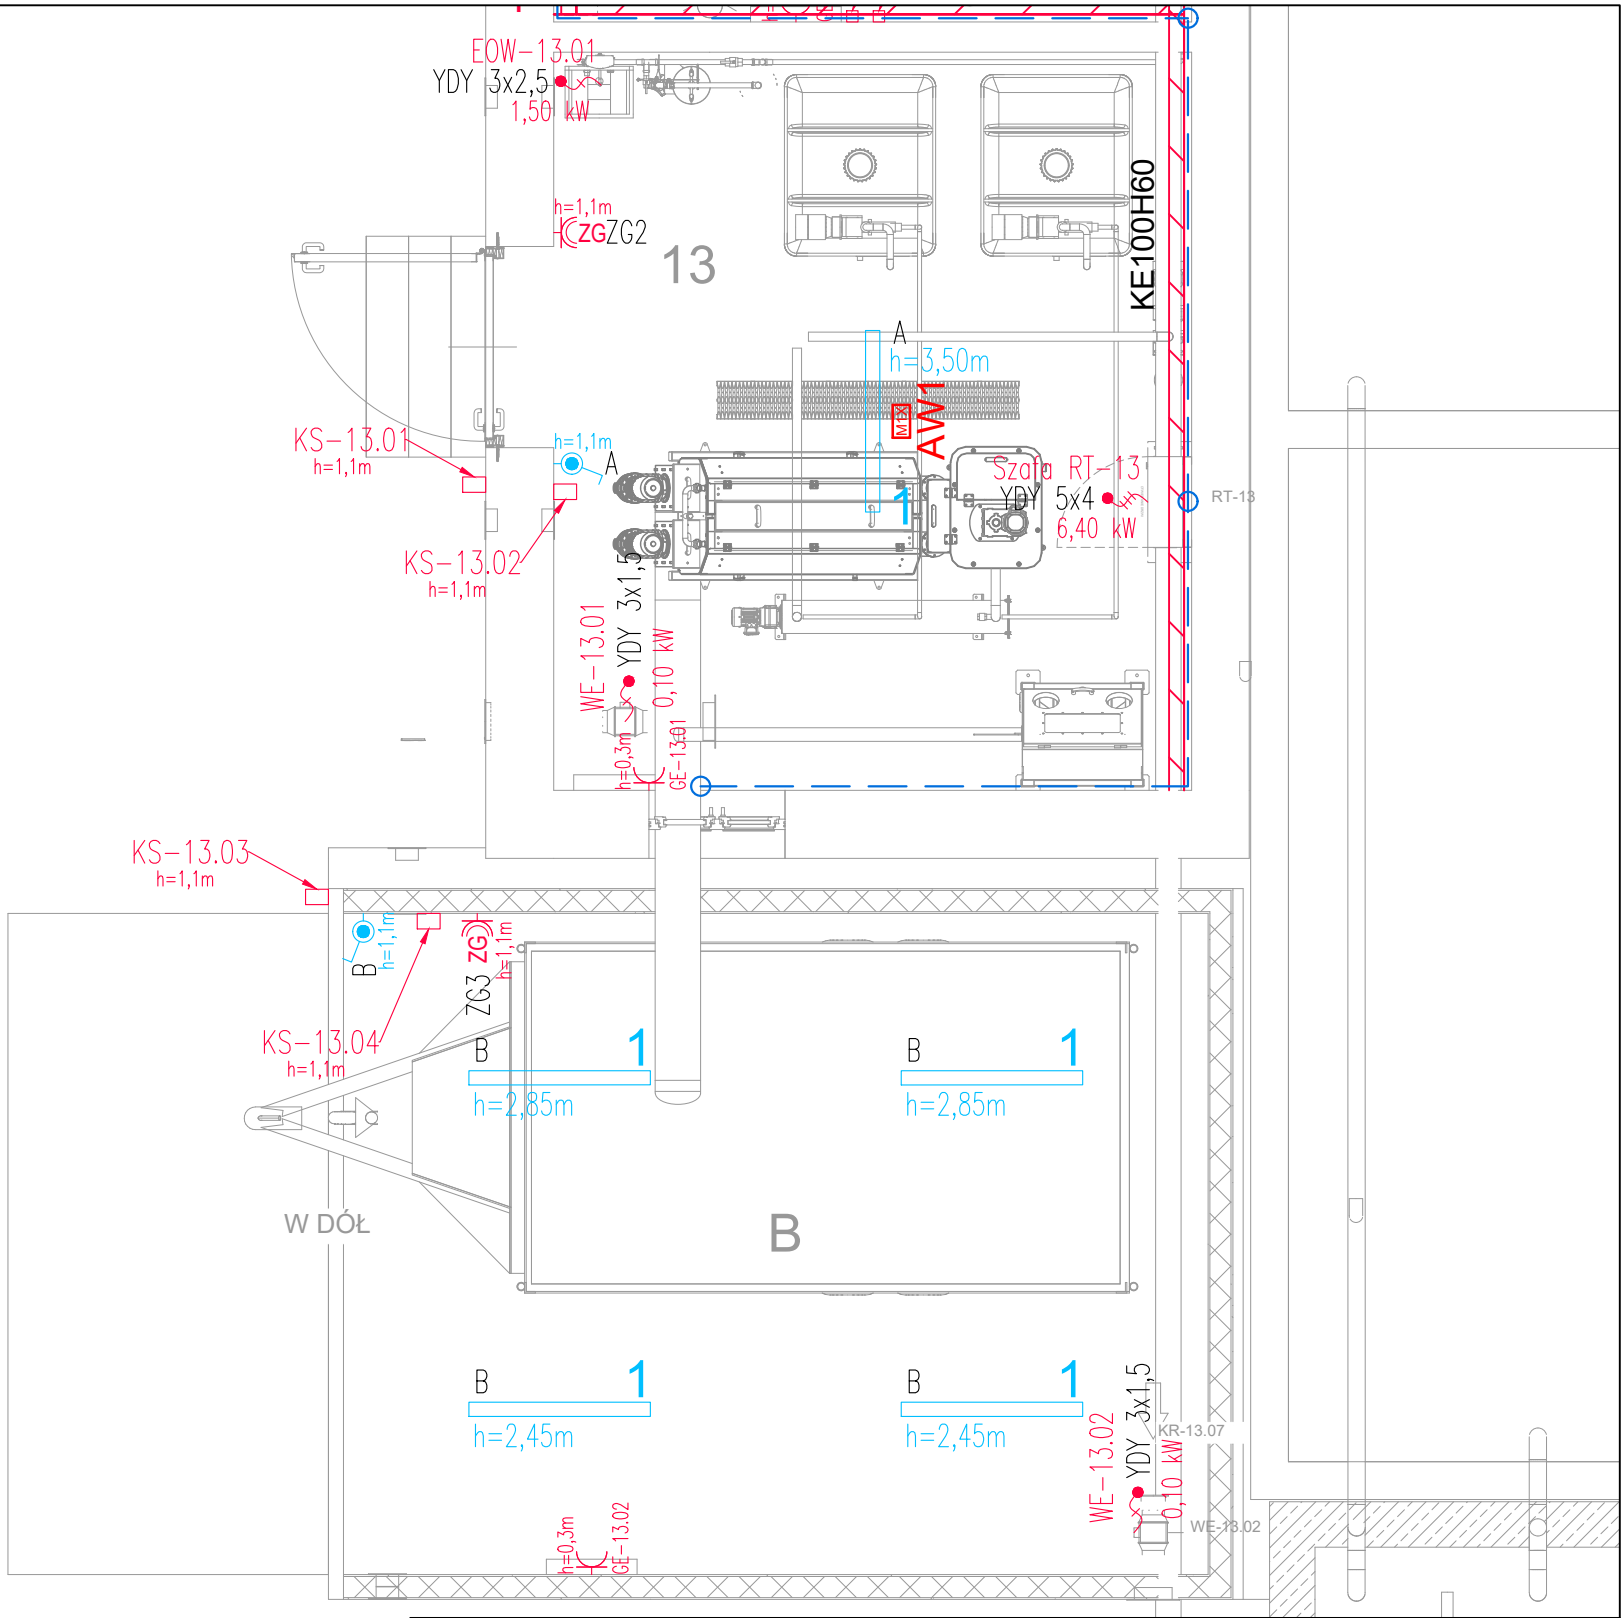 EOW-13.01
YDY 3x2,5
1,50 kW
h=1,1m
ZG
ZG2
13
KE100H60
A
h=3,50m
M1X
AW1
KS-13.01
h=1,1m
h=1,1m
A
Szafa RT-13
YDY 5x4
6,40 kW
1
RT-13
KS-13.02
h=1,1m
WE-13.01
YDY 3x1,5
0,10 kW
h=0,3m
GE-13.01
KS-13.03
h=1,1m
B
h=1,1m
ZG
h=1,1m
ZG3
KS-13.04
h=1,1m
B
1
h=2,85m
B
1
h=2,85m
W DÓŁ
B
B
1
h=2,45m
B
1
h=2,45m
WE-13.02
YDY 3x1,5
0,10 kW
KR-13.07
WE-13.02
h=0,3m
GE-13.02